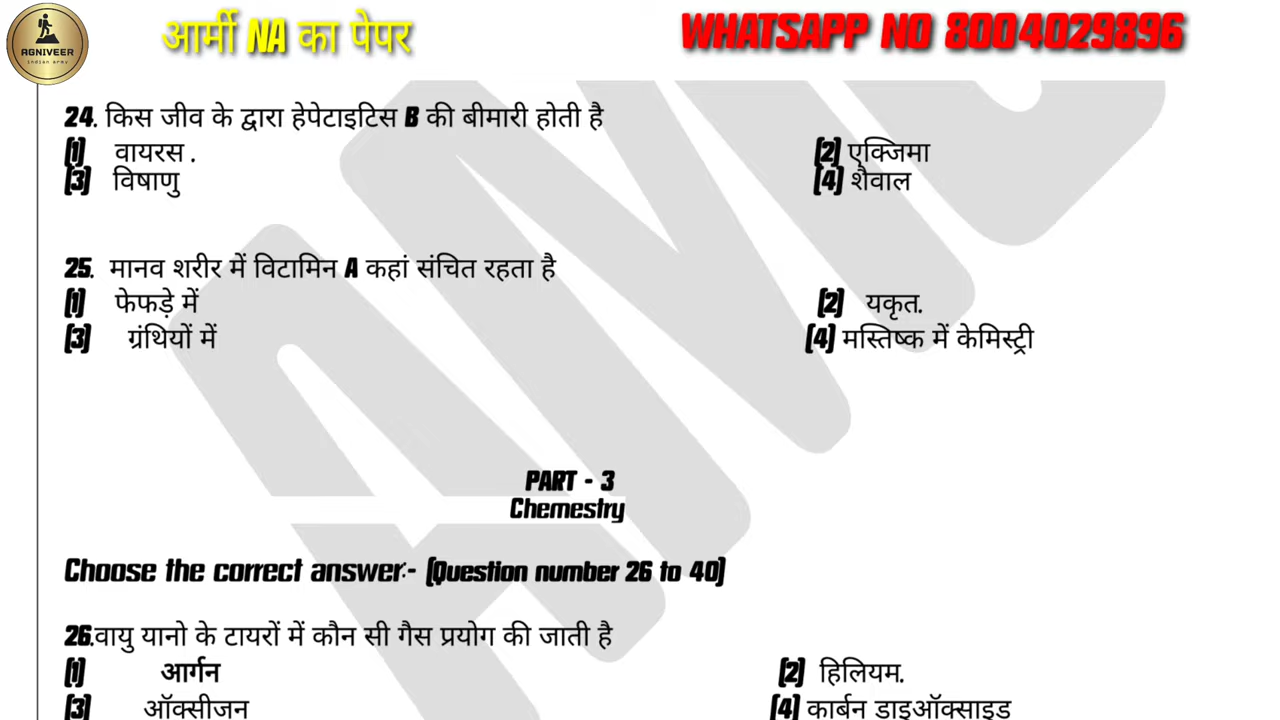 AGNIVEER
indian army
आर्मी NA का पेपर
WHATSAPP NO 8004029896
24. किस जीव के द्वारा हेपेटाइटिस B की बीमारी होती है
(1) वायरस . (2) एक्जिमा
(3) विषाणु (4) शैवाल
25. मानव शरीर में विटामिन A कहां संचित रहता है
(1) फेफड़े में (2) यकृत.
(3) ग्रंथियों में (4) मस्तिष्क में केमिस्ट्री
PART - 3
Chemestry
Choose the correct answer:- (Question number 26 to 40)
26.वायु यानो के टायरों में कौन सी गैस प्रयोग की जाती है
(1) आर्गन (2) हिलियम.
(3) ऑक्सीजन (4) कार्बन डाइऑक्साइड